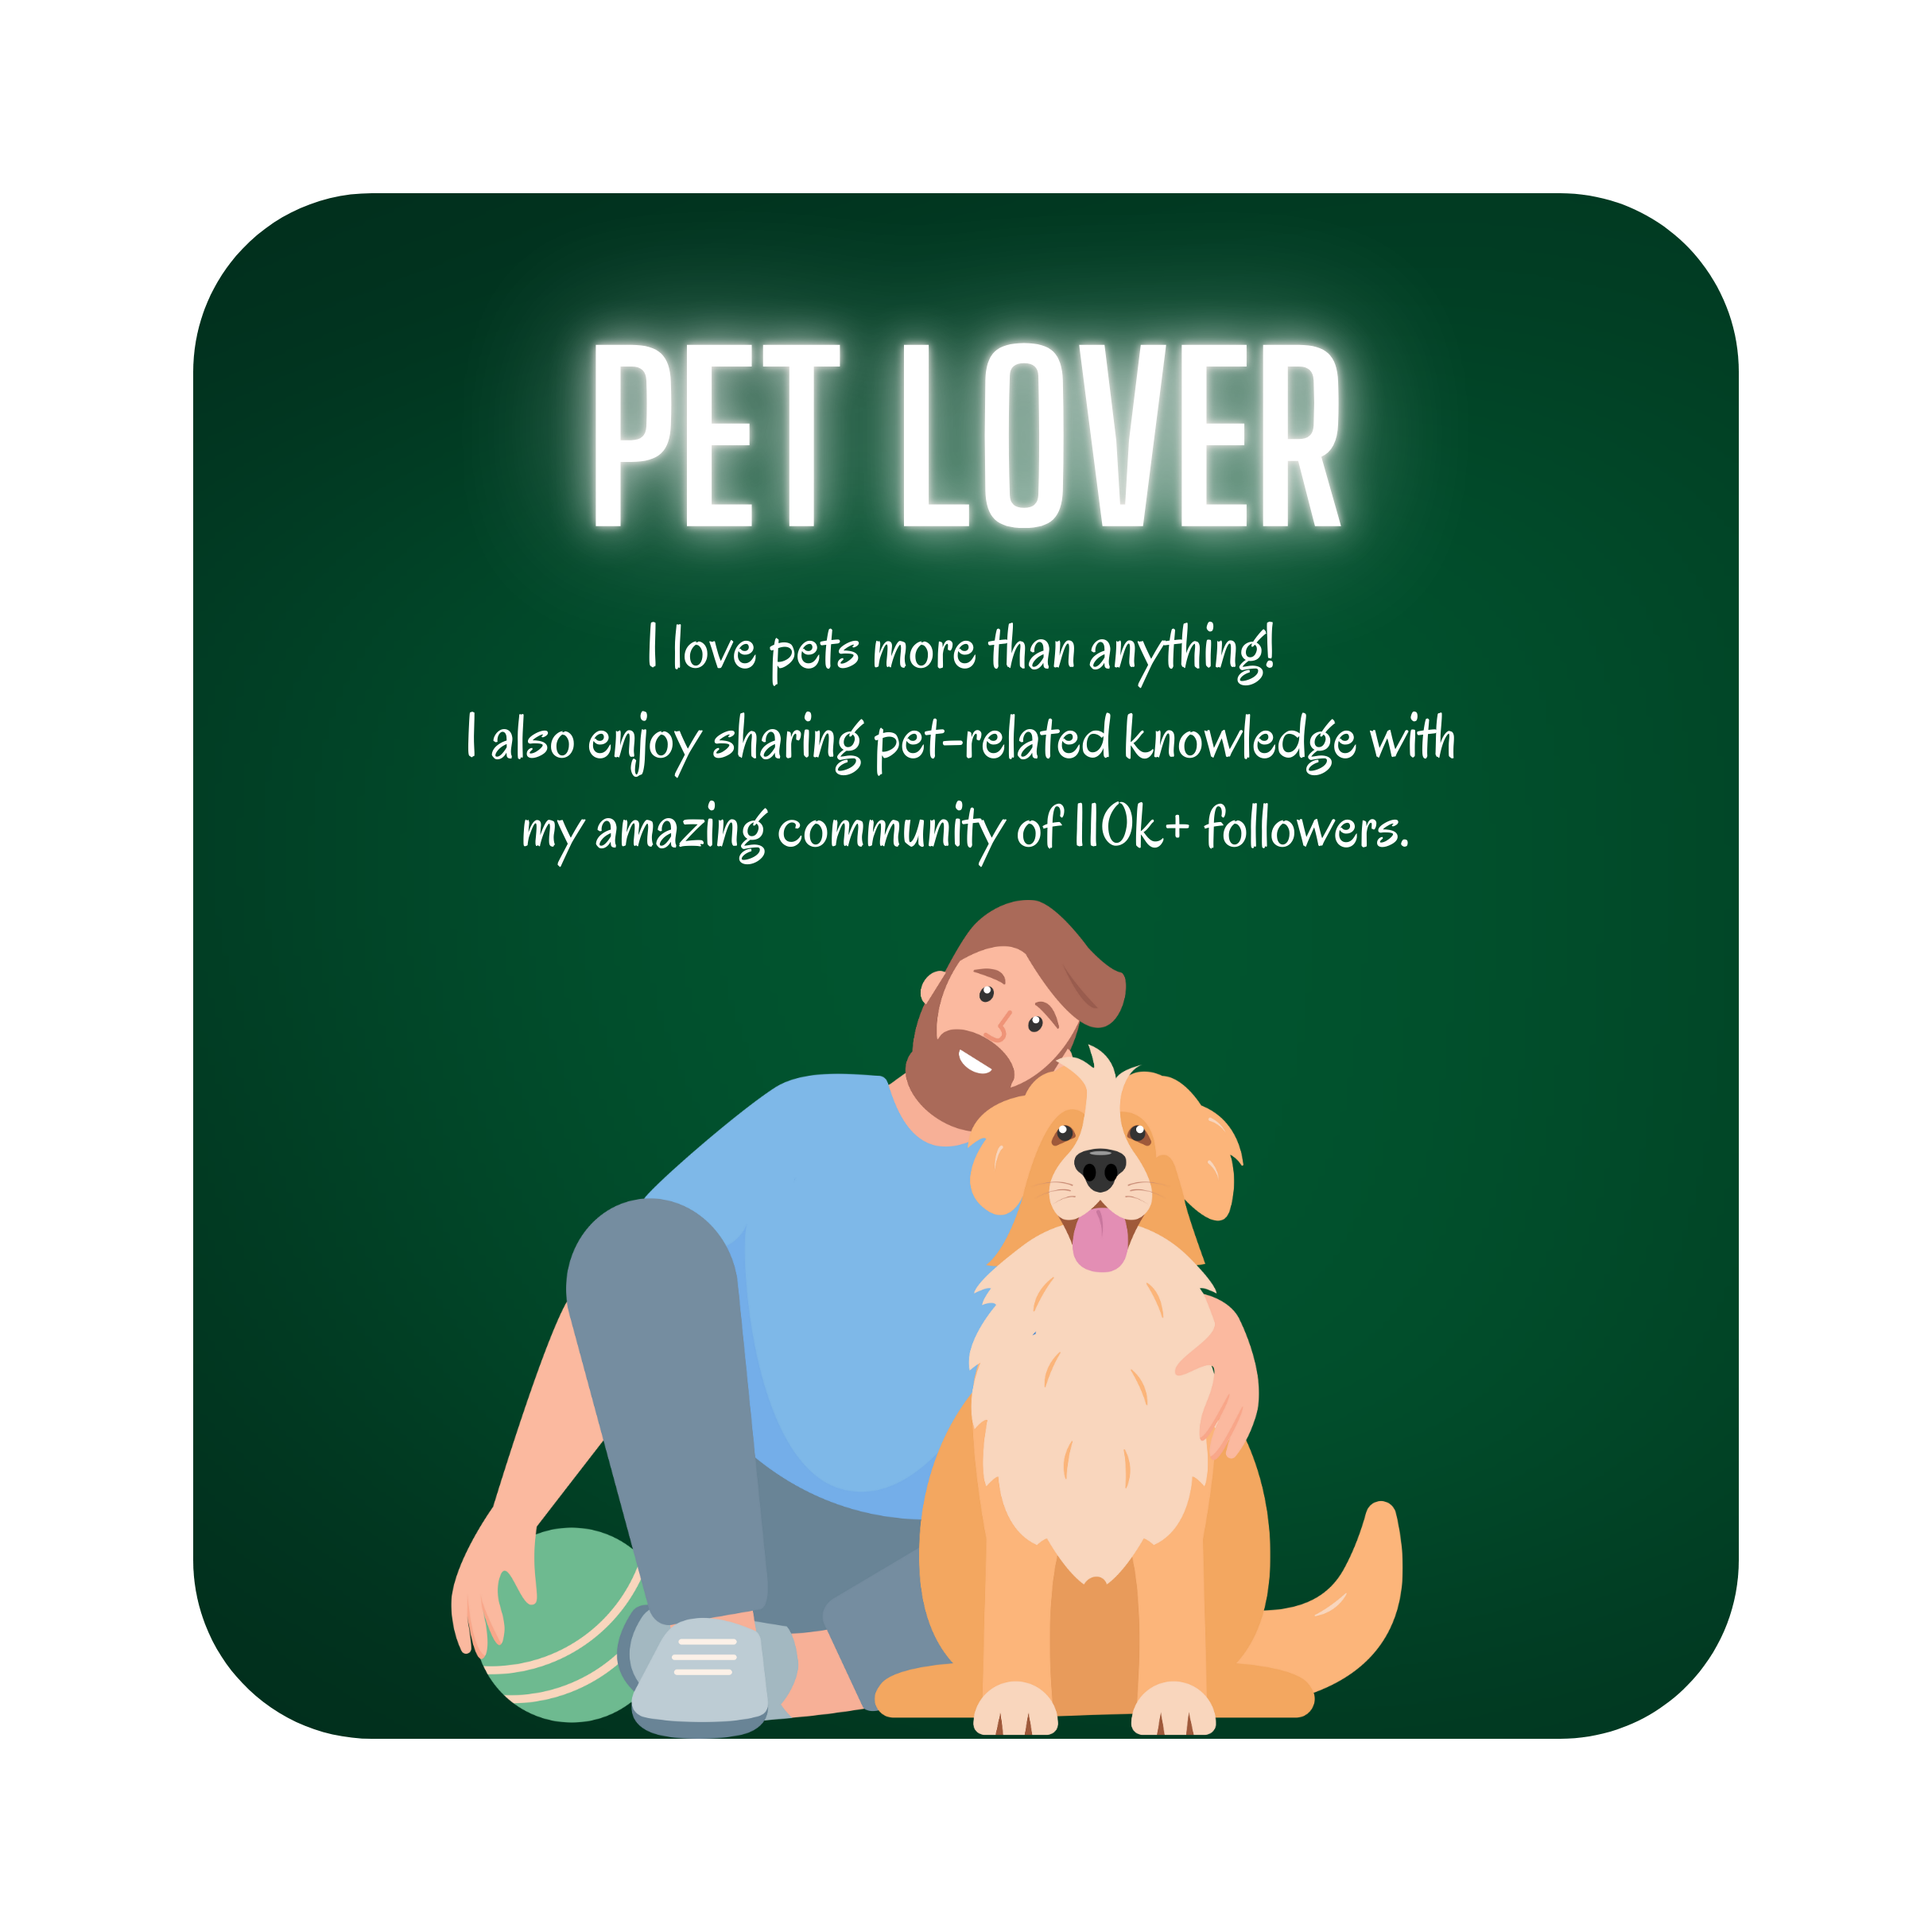 PET LOVER
I love pets more than anything!
I also enjoy sharing pet-related knowledge with
my amazing community of 110k+ followers.